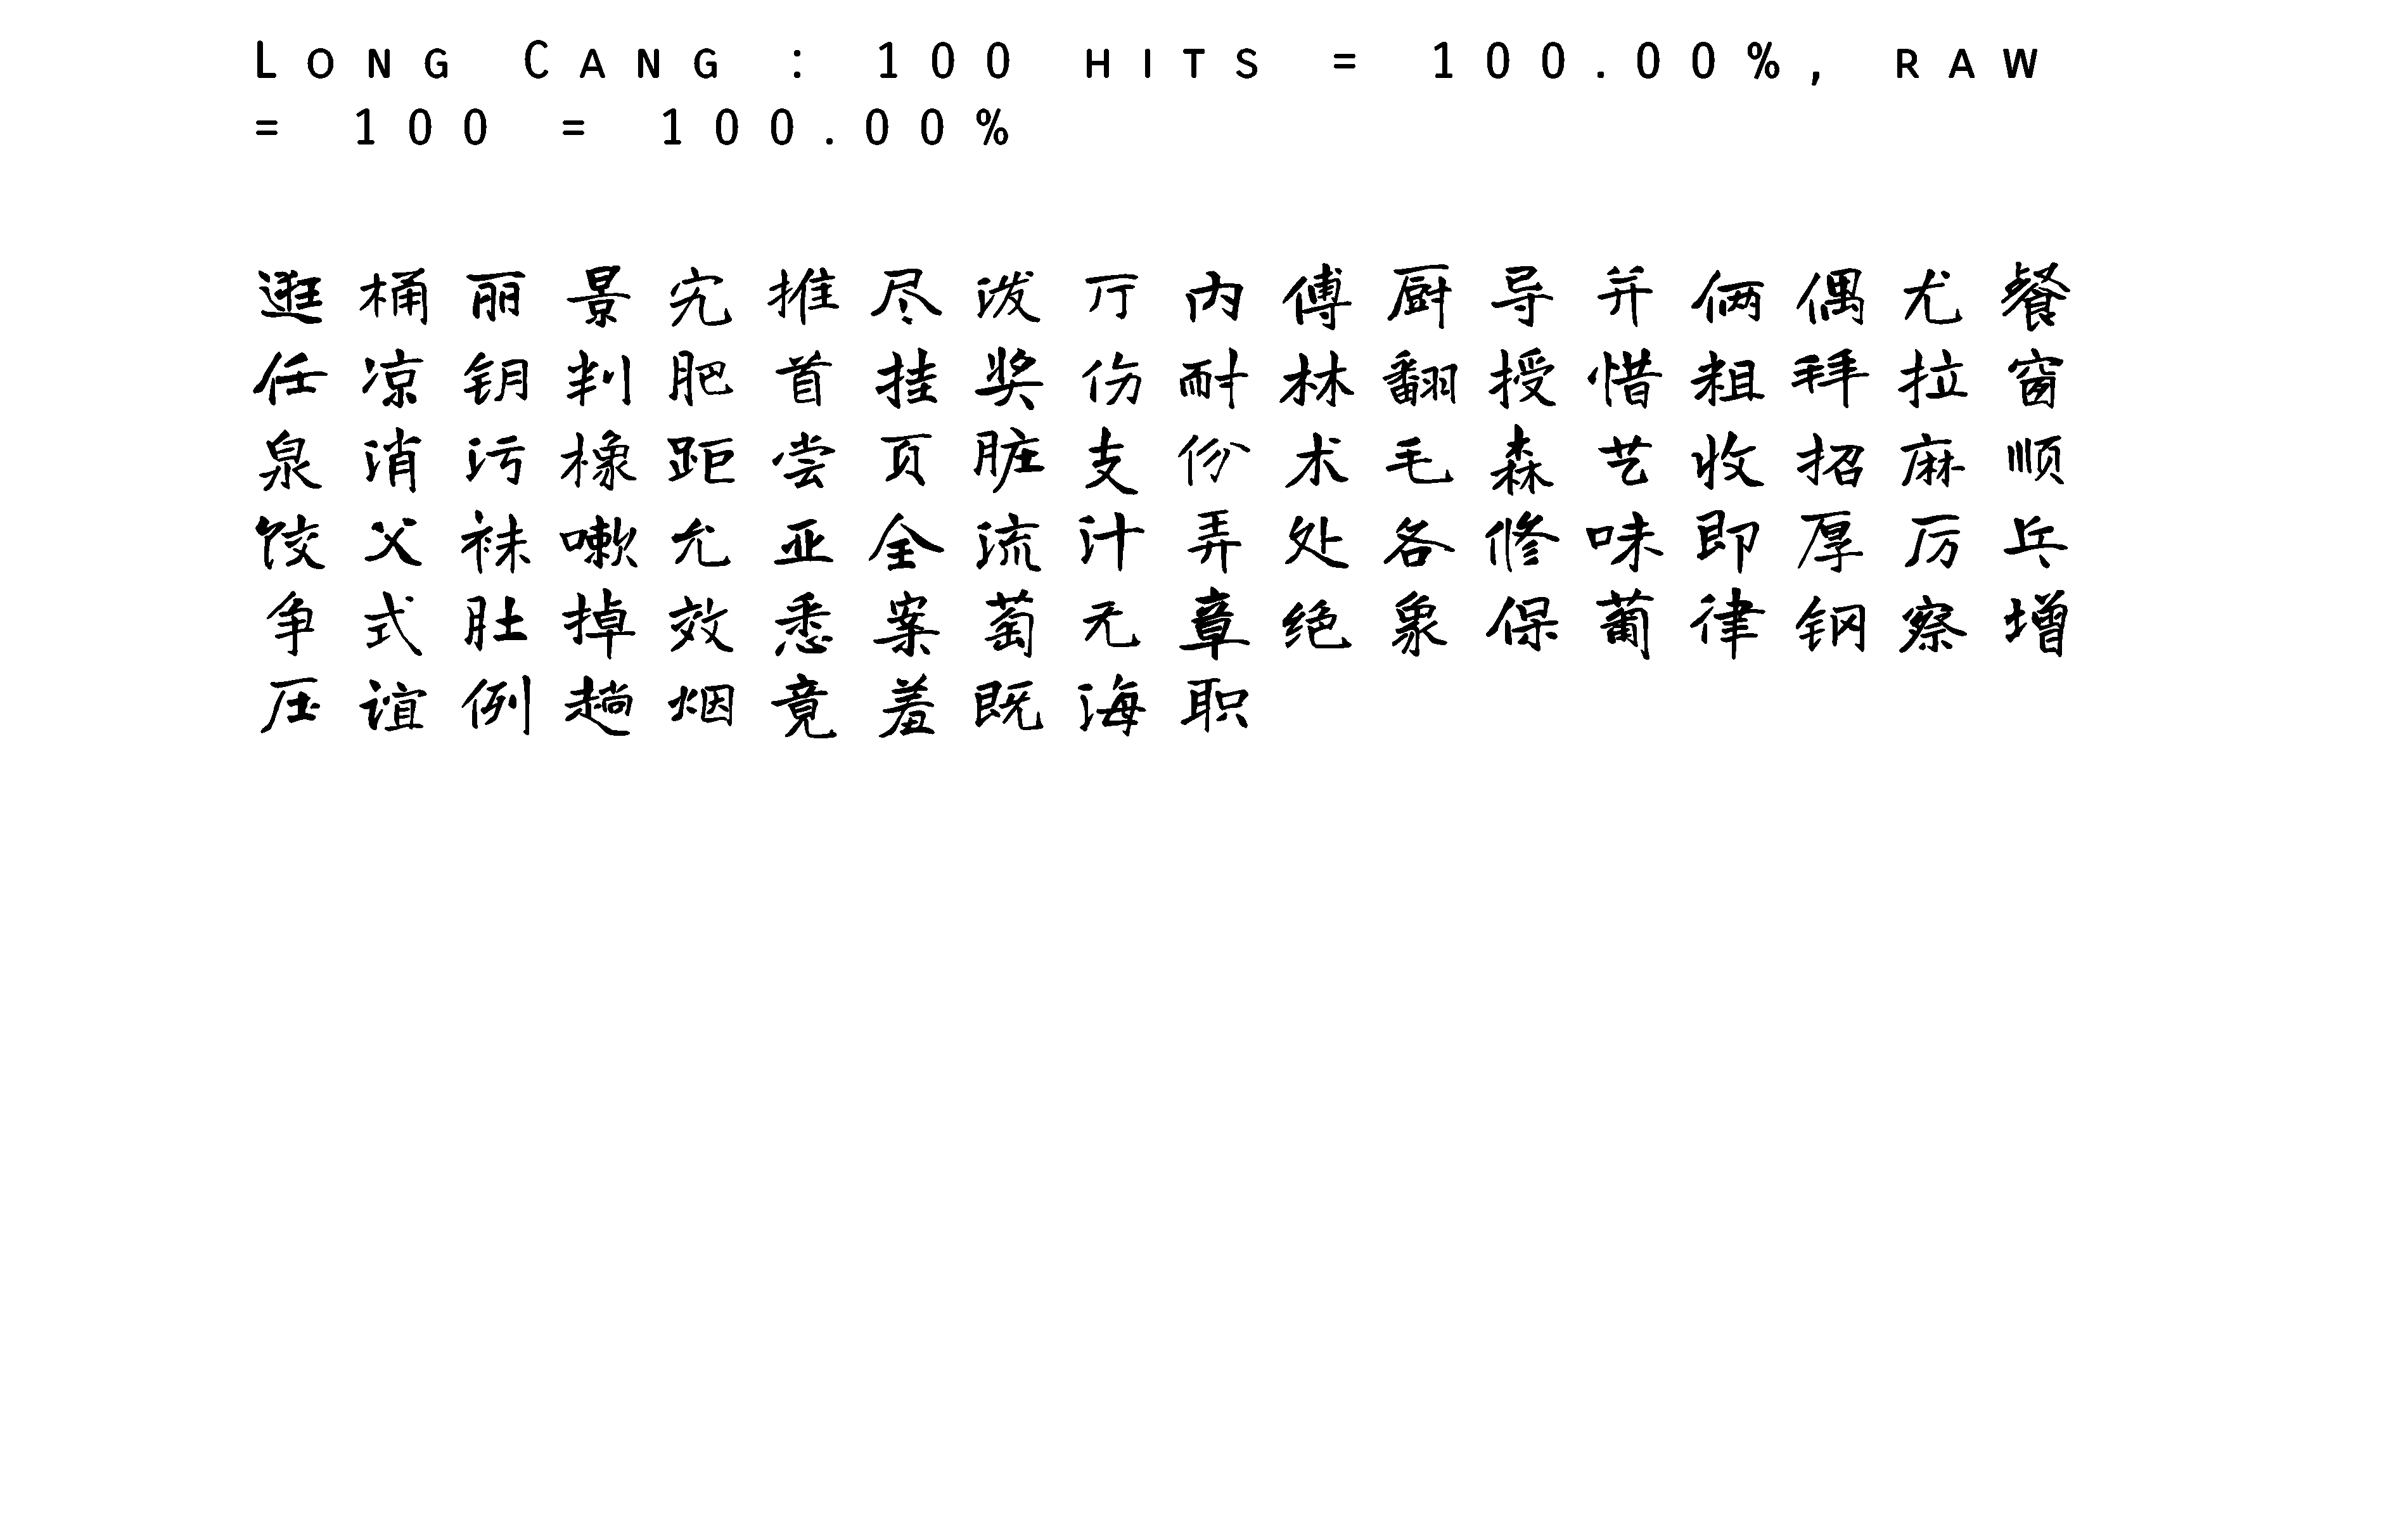 Long Cang : 100 hits = 100.00%, raw
= 100 = 100.00%
逛 桶 丽 景 究 推 尽 泼 厅 内 傅 厨 导 并 俩 偶 尤 餐
任 凉 钥 判 肥 首 挂 奖 伤 耐 林 翻 授 惜 粗 拜 拉 窗
泉 消 污 橡 距 尝 页 脏 支 份 术 毛 森 艺 收 招 麻 顺
饺 父 袜 嗽 允 亚 全 流 汁 弄 处 各 修 味 即 厚 厉 乒
争 式 肚 掉 效 悉 案 萄 无 章 绝 象 保 葡 律 钢 察 增
压 谊 例 趟 烟 竟 羞 既 海 职